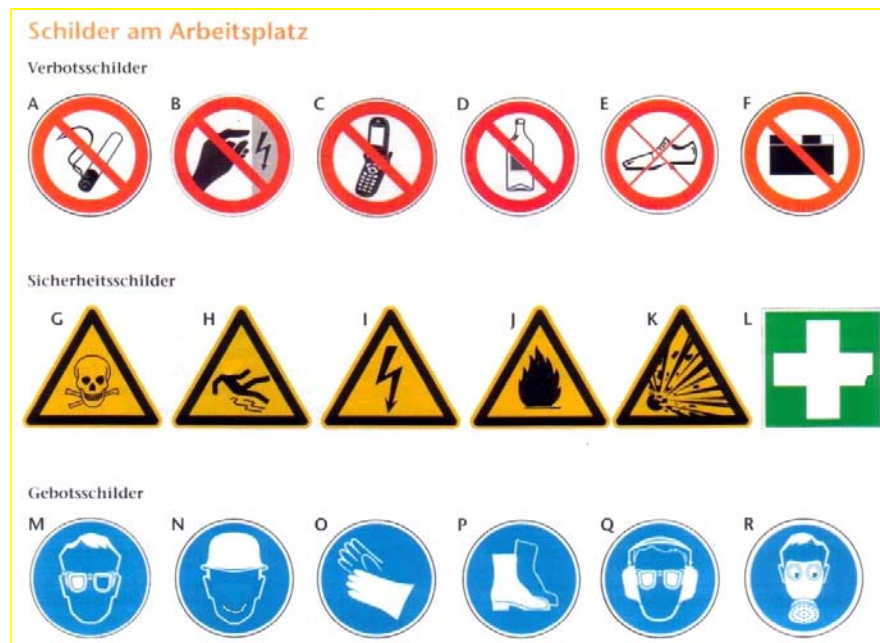 Schilder am Arbeitsplatz
Verbotsschilder
A B C D E F
Sicherheitsschilder
G H I J K L
Gebotsschilder
M N O P Q R